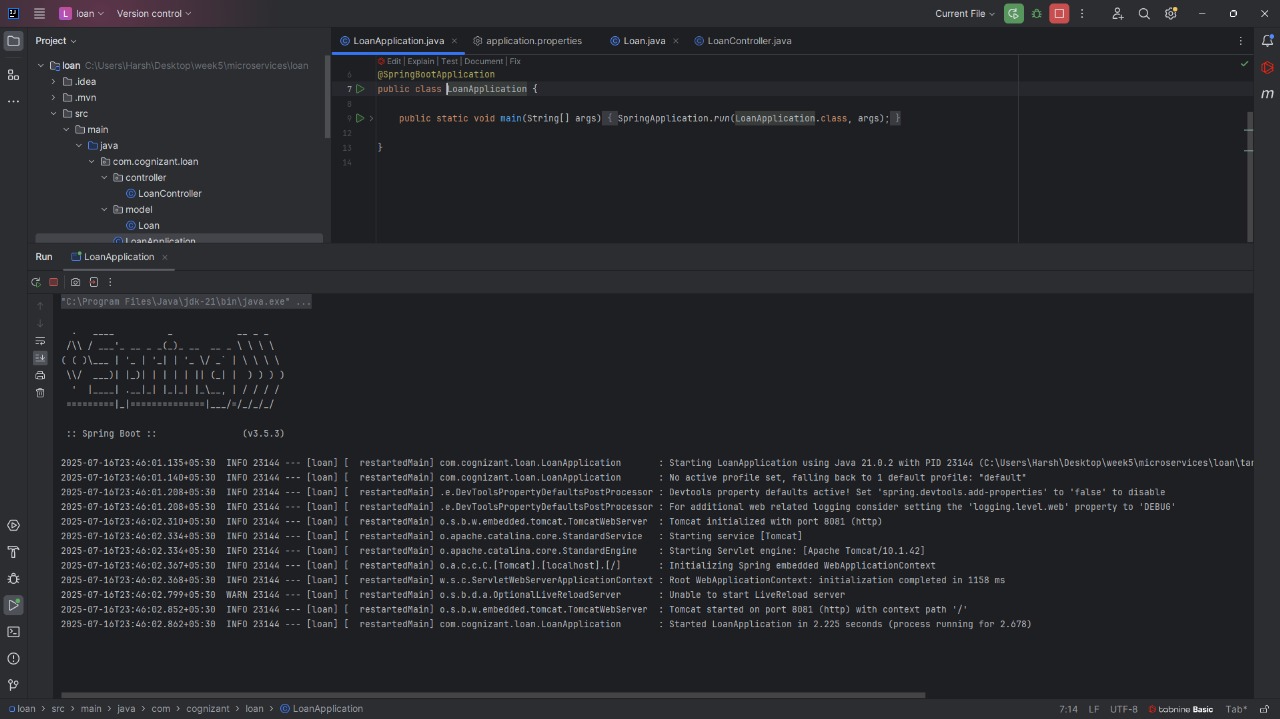 L loan Version control Current File
Project
LoanApplication.java application.properties Loan.java LoanController.java
loan C:\Users\Harsh\Desktop\week5\microservices\loan
.idea
.mvn
src
main
java
com.cognizant.loan
controller
LoanController
model
Loan
LoanApplication
Edit | Explain | Test | Document | Fix
6 @SpringBootApplication
7 public class LoanApplication {
8
9 public static void main(String[] args) { SpringApplication.run(LoanApplication.class, args); }
12
13 }
14
m
Run LoanApplication
"C:\Program Files\Java\jdk-21\bin\java.exe" ...
  .   ____          _            __ _ _
 /\\ / ___'_ __ _ _(_)_ __  __ _ \ \ \ \
( ( )\___ | '_ | '_| | '_ \/ _` | \ \ \ \
 \\/  ___)| |_)| | | | | || (_| |  ) ) ) )
  '  |____| .__|_| |_|_| |_\__, | / / / /
 =========|_|==============|___/=/_/_/_/
:: Spring Boot :: (v3.5.3)
2025-07-16T23:46:01.135+05:30 INFO 23144 --- [loan] [ restartedMain] com.cognizant.loan.LoanApplication : Starting LoanApplication using Java 21.0.2 with PID 23144 (C:\Users\Harsh\Desktop\week5\microservices\loan\tar
2025-07-16T23:46:01.140+05:30 INFO 23144 --- [loan] [ restartedMain] com.cognizant.loan.LoanApplication : No active profile set, falling back to 1 default profile: "default"
2025-07-16T23:46:01.208+05:30 INFO 23144 --- [loan] [ restartedMain] .e.DevToolsPropertyDefaultsPostProcessor : Devtools property defaults active! Set 'spring.devtools.add-properties' to 'false' to disable
2025-07-16T23:46:01.208+05:30 INFO 23144 --- [loan] [ restartedMain] .e.DevToolsPropertyDefaultsPostProcessor : For additional web related logging consider setting the 'logging.level.web' property to 'DEBUG'
2025-07-16T23:46:02.310+05:30 INFO 23144 --- [loan] [ restartedMain] o.s.b.w.embedded.tomcat.TomcatWebServer : Tomcat initialized with port 8081 (http)
2025-07-16T23:46:02.334+05:30 INFO 23144 --- [loan] [ restartedMain] o.apache.catalina.core.StandardService : Starting service [Tomcat]
2025-07-16T23:46:02.334+05:30 INFO 23144 --- [loan] [ restartedMain] o.apache.catalina.core.StandardEngine : Starting Servlet engine: [Apache Tomcat/10.1.42]
2025-07-16T23:46:02.367+05:30 INFO 23144 --- [loan] [ restartedMain] o.a.c.c.C.[Tomcat].[localhost].[/] : Initializing Spring embedded WebApplicationContext
2025-07-16T23:46:02.368+05:30 INFO 23144 --- [loan] [ restartedMain] w.s.c.ServletWebServerApplicationContext : Root WebApplicationContext: initialization completed in 1158 ms
2025-07-16T23:46:02.799+05:30 WARN 23144 --- [loan] [ restartedMain] o.s.b.d.a.OptionalLiveReloadServer : Unable to start LiveReload server
2025-07-16T23:46:02.852+05:30 INFO 23144 --- [loan] [ restartedMain] o.s.b.w.embedded.tomcat.TomcatWebServer : Tomcat started on port 8081 (http) with context path '/'
2025-07-16T23:46:02.862+05:30 INFO 23144 --- [loan] [ restartedMain] com.cognizant.loan.LoanApplication : Started LoanApplication in 2.225 seconds (process running for 2.678)
loan > src > main > java > com > cognizant > loan > LoanApplication 7:14 LF UTF-8 tabnine Basic Tab*